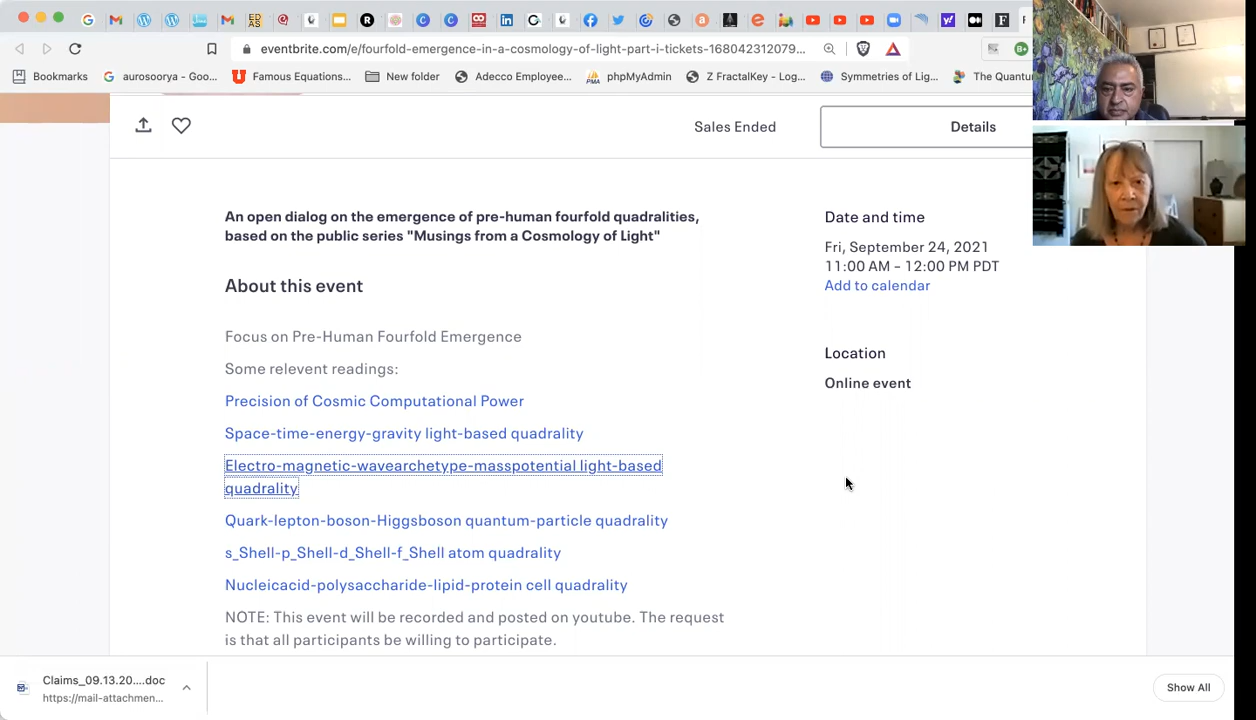 eventbrite.com/e/fourfold-emergence-in-a-cosmology-of-light-part-i-tickets-168042312079...
Bookmarks aurosoorya - Goo... Famous Equations... New folder Adecco Employee... phpMyAdmin Z FractalKey - Log... Symmetries of Lig... The Quantu
Sales Ended Details
An open dialog on the emergence of pre-human fourfold quadralities,
based on the public series "Musings from a Cosmology of Light"
About this event
Focus on Pre-Human Fourfold Emergence
Some relevent readings:
Precision of Cosmic Computational Power
Space-time-energy-gravity light-based quadrality
Electro-magnetic-wavearchetype-masspotential light-based
quadrality
Quark-lepton-boson-Higgsboson quantum-particle quadrality
s_Shell-p_Shell-d_Shell-f_Shell atom quadrality
Nucleicacid-polysaccharide-lipid-protein cell quadrality
NOTE: This event will be recorded and posted on youtube. The request
is that all participants be willing to participate.
Date and time
Fri, September 24, 2021
11:00 AM – 12:00 PM PDT
Add to calendar
Location
Online event
Claims_09.13.20....doc
https://mail-attachmen...
Show All